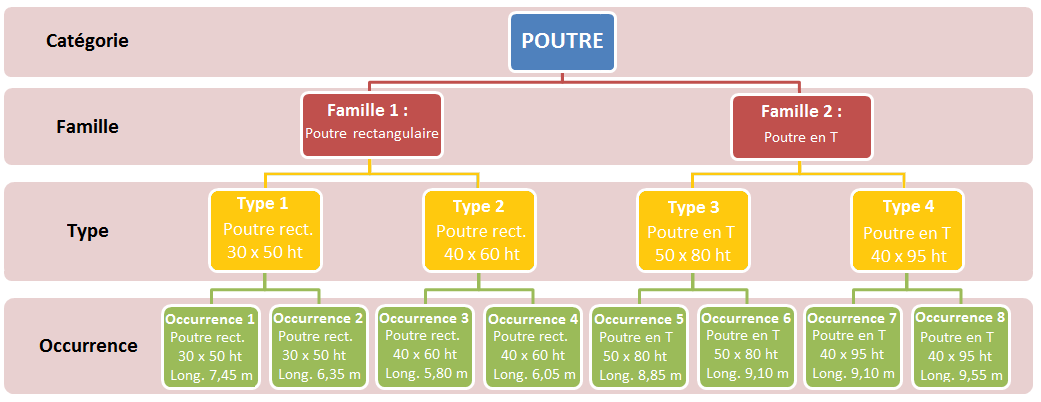 Catégorie
POUTRE
Famille
Famille 1 :
Poutre rectangulaire
Famille 2 :
Poutre en T
Type
Type 1
Poutre rect.
30 x 50 ht
Type 2
Poutre rect.
40 x 60 ht
Type 3
Poutre en T
50 x 80 ht
Type 4
Poutre en T
40 x 95 ht
Occurrence
Occurrence 1
Poutre rect.
30 x 50 ht
Long. 7,45 m
Occurrence 2
Poutre rect.
30 x 50 ht
Long. 6,35 m
Occurrence 3
Poutre rect.
40 x 60 ht
Long. 5,80 m
Occurrence 4
Poutre rect.
40 x 60 ht
Long. 6,05 m
Occurrence 5
Poutre en T
50 x 80 ht
Long. 8,85 m
Occurrence 6
Poutre en T
50 x 80 ht
Long. 9,10 m
Occurrence 7
Poutre en T
40 x 95 ht
Long. 9,10 m
Occurrence 8
Poutre en T
40 x 95 ht
Long. 9,55 m